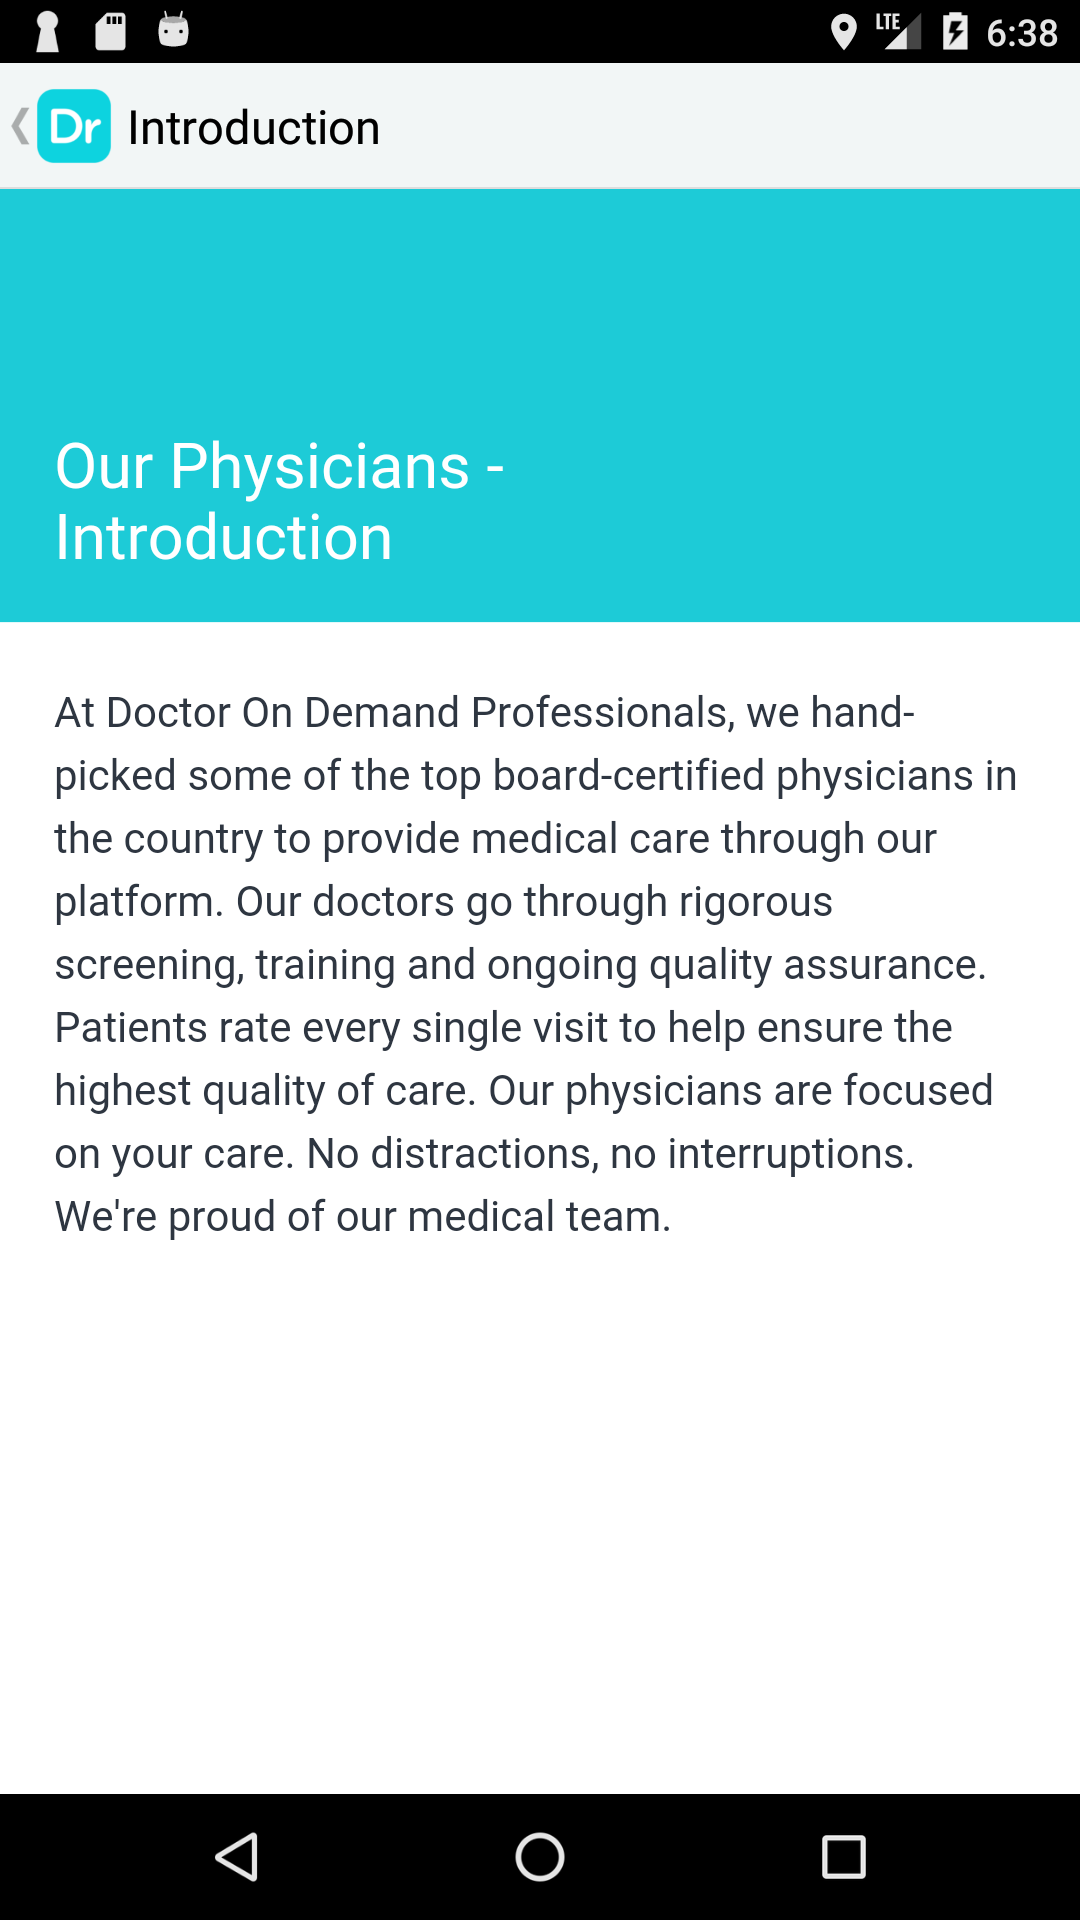 LTE 6:38
Dr Introduction
Our Physicians -
Introduction
At Doctor On Demand Professionals, we hand-
picked some of the top board-certified physicians in
the country to provide medical care through our
platform. Our doctors go through rigorous
screening, training and ongoing quality assurance.
Patients rate every single visit to help ensure the
highest quality of care. Our physicians are focused
on your care. No distractions, no interruptions.
We're proud of our medical team.